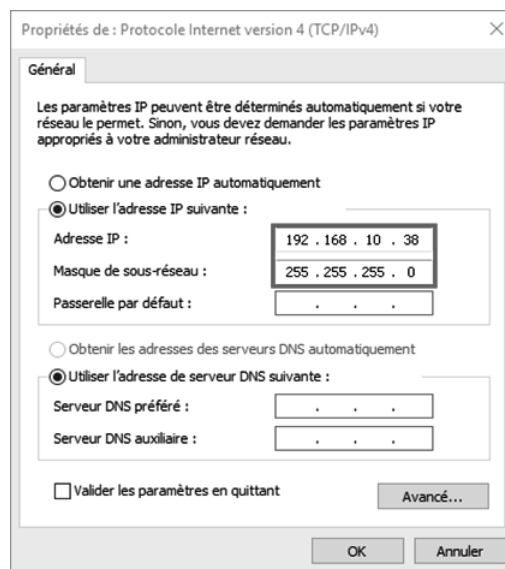 Propriétés de : Protocole Internet version 4 (TCP/IPv4)
Général
Les paramètres IP peuvent être déterminés automatiquement si votre
réseau le permet. Sinon, vous devez demander les paramètres IP
appropriés à votre administrateur réseau.
Obtenir une adresse IP automatiquement
Utiliser l'adresse IP suivante :
Adresse IP : 192 . 168 . 10 . 38
Masque de sous-réseau : 255 . 255 . 255 . 0
Passerelle par défaut : . . .
Obtenir les adresses des serveurs DNS automatiquement
Utiliser l'adresse de serveur DNS suivante :
Serveur DNS préféré : . . .
Serveur DNS auxiliaire : . . .
Valider les paramètres en quittant
Avancé...
OK Annuler